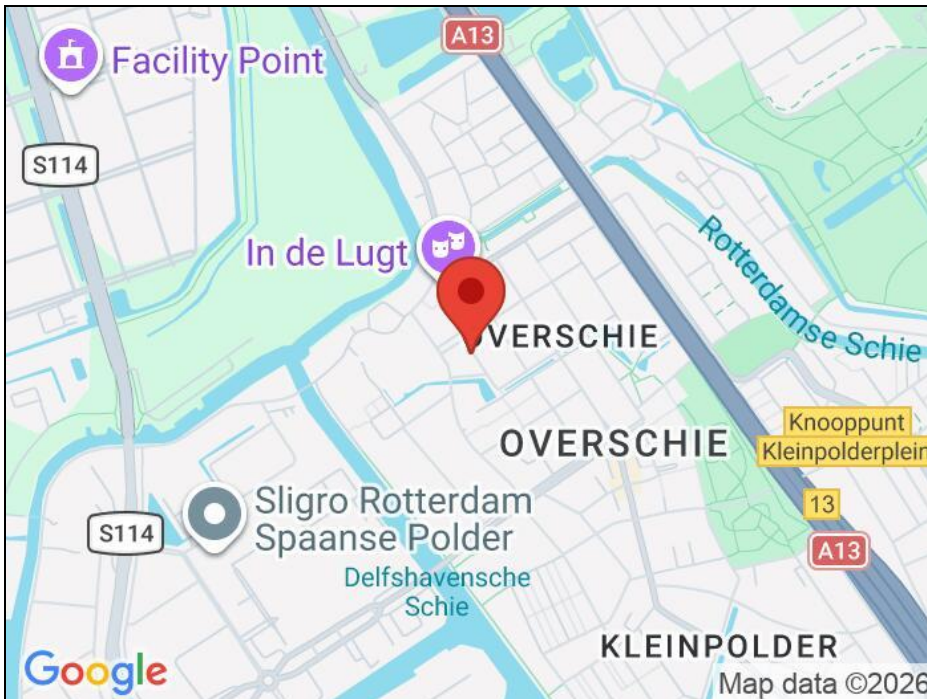 A13
Facility Point
S114
In de Lugt
Rotterdamse Schie
OVERSCHIE
OVERSCHIE
Knooppunt
Kleinpolderplein
Sligro Rotterdam
Spaanse Polder
13
S114
A13
Delfshavensche
Schie
KLEINPOLDER
Google
Map data ©2026